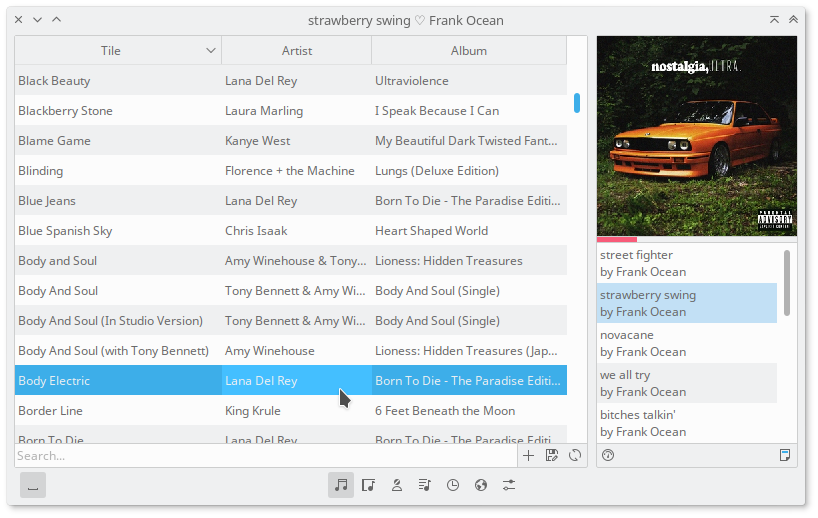 strawberry swing ♡ Frank Ocean
Tile Artist Album
Black Beauty Lana Del Rey Ultraviolence
Blackberry Stone Laura Marling I Speak Because I Can
Blame Game Kanye West My Beautiful Dark Twisted Fant...
Blinding Florence + the Machine Lungs (Deluxe Edition)
Blue Jeans Lana Del Rey Born To Die - The Paradise Editi...
Blue Spanish Sky Chris Isaak Heart Shaped World
Body and Soul Amy Winehouse & Tony... Lioness: Hidden Treasures
Body And Soul Tony Bennett & Amy Wi... Body And Soul (Single)
Body And Soul (In Studio Version) Tony Bennett & Amy Wi... Body And Soul (Single)
Body And Soul (with Tony Bennett) Amy Winehouse Lioness: Hidden Treasures (Jap...
Body Electric Lana Del Rey Born To Die - The Paradise Editi...
Border Line King Krule 6 Feet Beneath the Moon
Born To Die Lana Del Rey Born To Die - The Paradise Editi...
Search...
nostalgia, ULTRA.
PARENTAL
ADVISORY
EXPLICIT CONTENT
street fighter
by Frank Ocean
strawberry swing
by Frank Ocean
novacane
by Frank Ocean
we all try
by Frank Ocean
bitches talkin'
by Frank Ocean